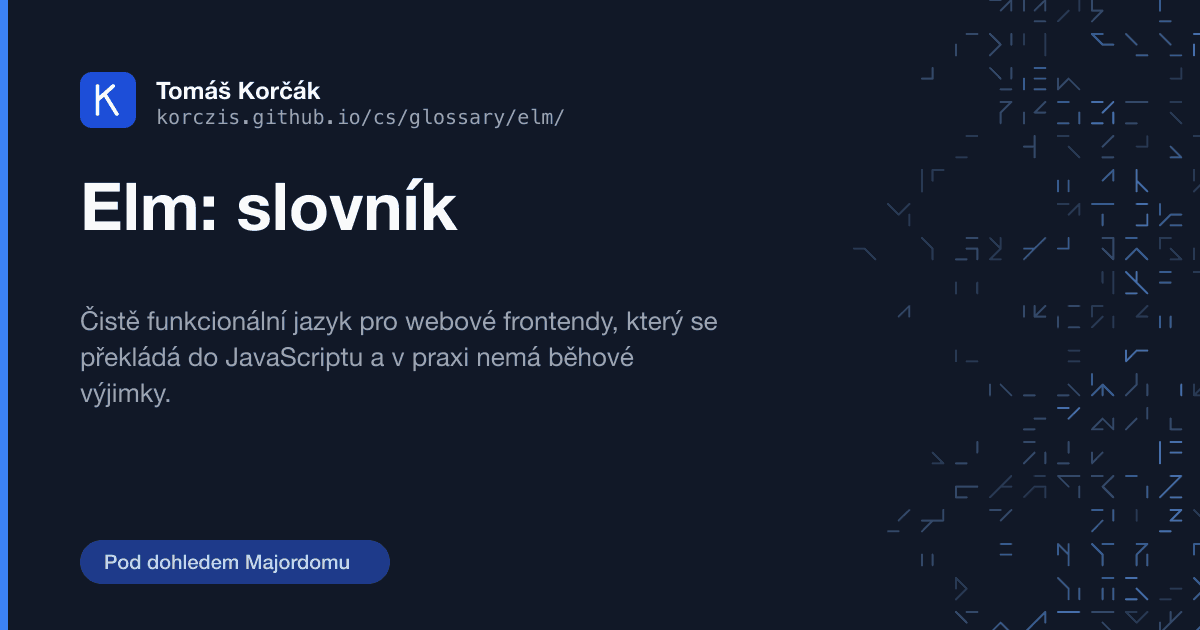 Tomáš Korčák
korczis.github.io/cs/glossary/elm/
Elm: slovník
Čistě funkcionální jazyk pro webové frontendy, který se
překládá do JavaScriptu a v praxi nemá běhové
výjimky.
Pod dohledem Majordomu